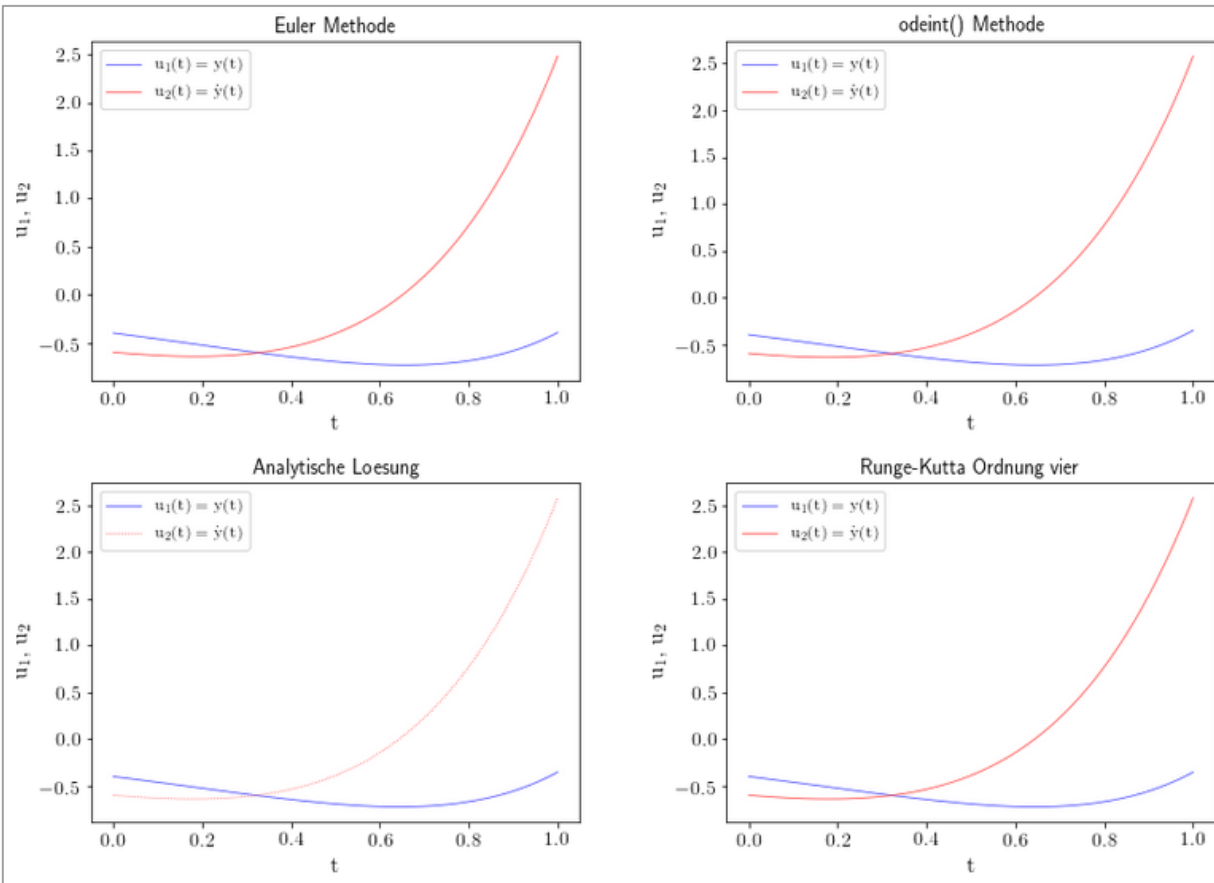 Euler Methode
u₁(t) = y(t)
u₂(t) = ẏ(t)
2.5
2.0
1.5
1.0
0.5
0.0
−0.5
u₁, u₂
0.0 0.2 0.4 0.6 0.8 1.0
t
odeint() Methode
u₁(t) = y(t)
u₂(t) = ẏ(t)
2.5
2.0
1.5
1.0
0.5
0.0
−0.5
u₁, u₂
0.0 0.2 0.4 0.6 0.8 1.0
t
Analytische Loesung
u₁(t) = y(t)
u₂(t) = ẏ(t)
2.5
2.0
1.5
1.0
0.5
0.0
−0.5
u₁, u₂
0.0 0.2 0.4 0.6 0.8 1.0
t
Runge-Kutta Ordnung vier
u₁(t) = y(t)
u₂(t) = ẏ(t)
2.5
2.0
1.5
1.0
0.5
0.0
−0.5
u₁, u₂
0.0 0.2 0.4 0.6 0.8 1.0
t